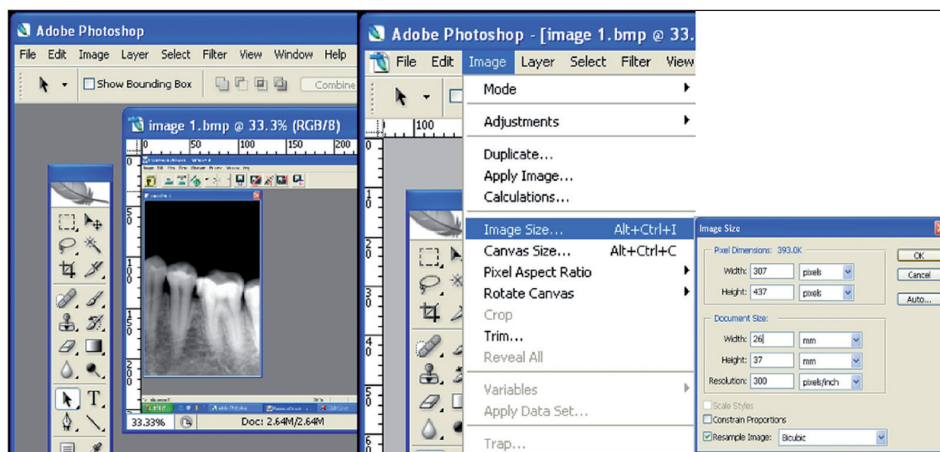 Adobe Photoshop
File Edit Image Layer Select Filter View Window Help
Show Bounding Box Combine
image 1.bmp @ 33.3% (RGB/8)
0 50 100 150 200
33.33% Doc: 2.64M/2.64M
Adobe Photoshop - [image 1.bmp @ 33.
File Edit Image Layer Select Filter View
100
Mode
Adjustments
Duplicate...
Apply Image...
Calculations...
Image Size... Alt+Ctrl+I
Canvas Size... Alt+Ctrl+C
Pixel Aspect Ratio
Rotate Canvas
Crop
Trim...
Reveal All
Variables
Apply Data Set...
Trap...
Image Size
Pixel Dimensions: 393.0K
Width: 307 pixels
Height: 437 pixels
Document Size:
Width: 26 mm
Height: 37 mm
Resolution: 300 pixels/inch
Scale Styles
Constrain Proportions
Resample Image: Bicubic
OK
Cancel
Auto...